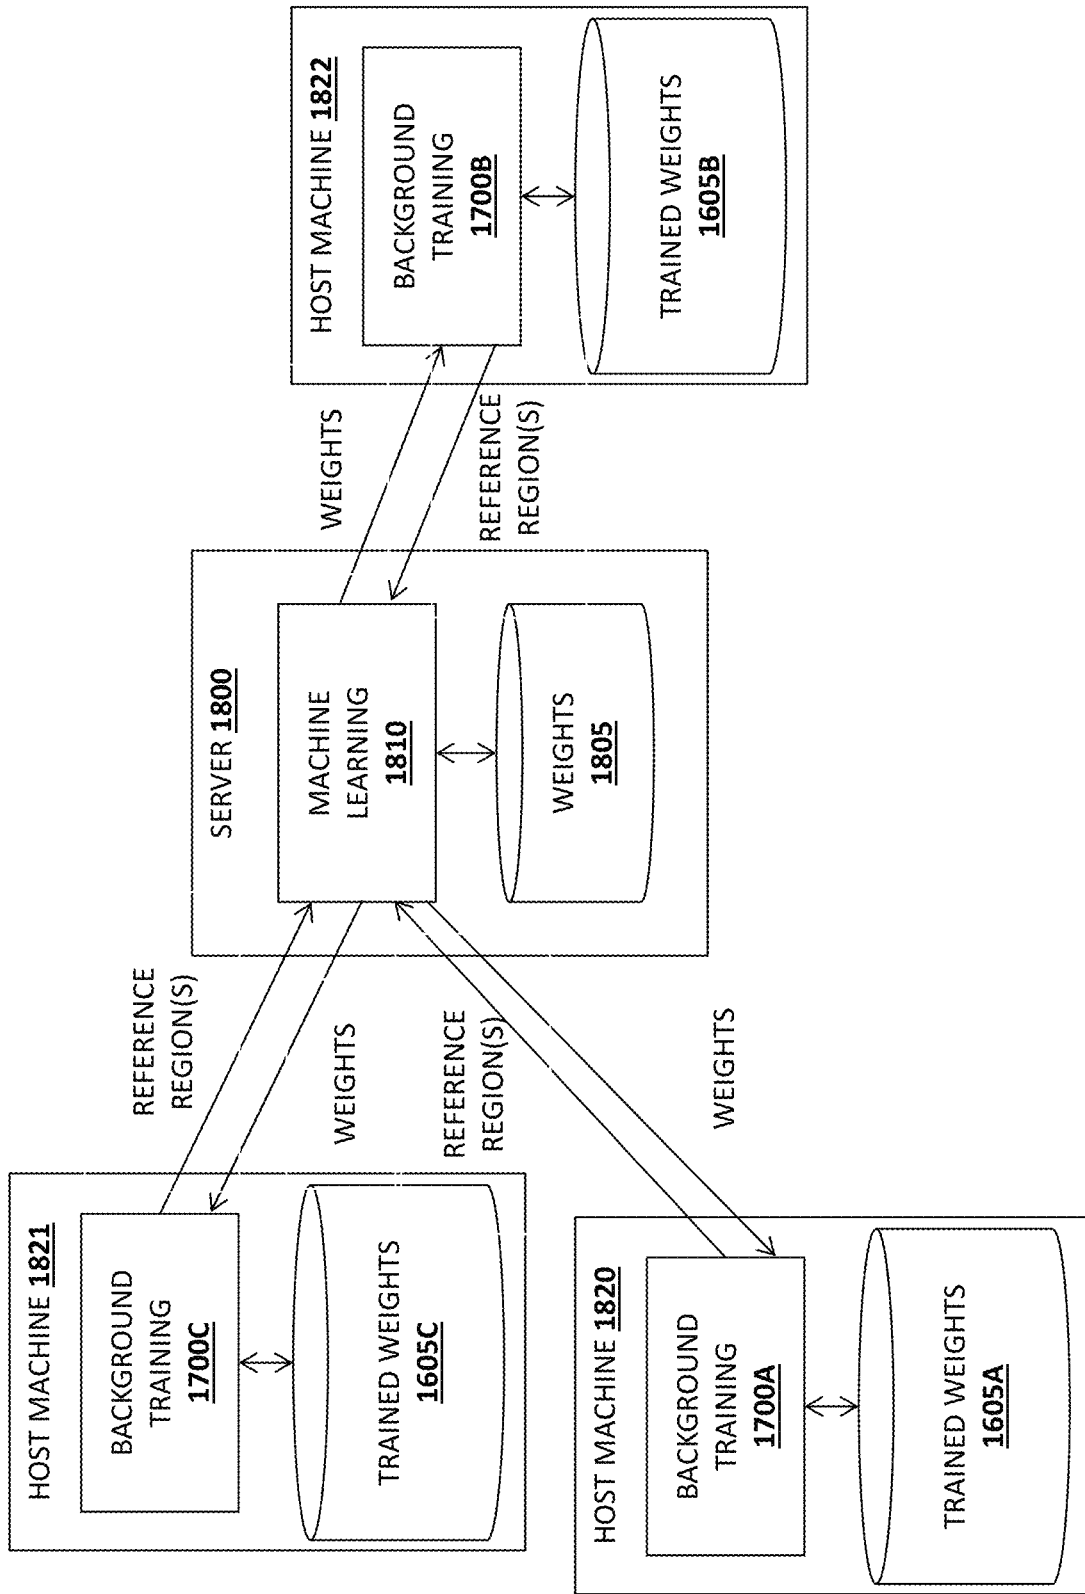 HOST MACHINE 1821
BACKGROUND
TRAINING
1700C
TRAINED WEIGHTS
1605C
REFERENCE
REGION(S)
WEIGHTS
SERVER 1800
MACHINE
LEARNING
1810
WEIGHTS
1805
WEIGHTS
REFERENCE
REGION(S)
HOST MACHINE 1822
BACKGROUND
TRAINING
1700B
TRAINED WEIGHTS
1605B
HOST MACHINE 1820
BACKGROUND
TRAINING
1700A
TRAINED WEIGHTS
1605A
REFERENCE
REGION(S)
WEIGHTS